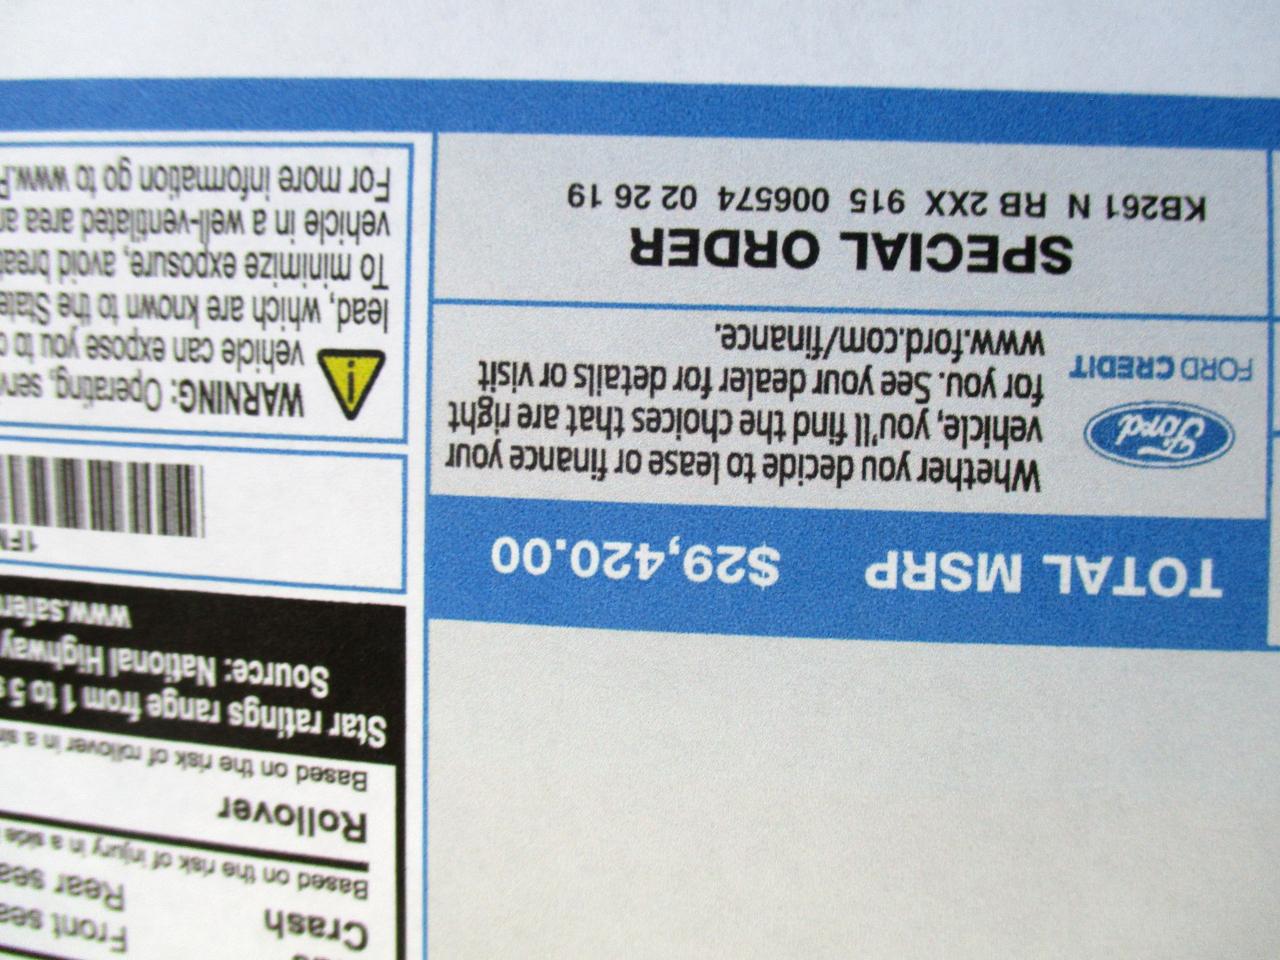 TOTAL MSRP $29,420.00
Ford
FORD CREDIT
Whether you decide to lease or finance your
vehicle, you'll find the choices that are right
for you. See your dealer for details or visit
www.ford.com/finance.
SPECIAL ORDER
KB261 N RB 2XX 915 006574 02 26 19
Crash
Front
Rear
Based on the risk of injury in a side
Rollover
Based on the risk of rollover in a
Star ratings range from 1 to 5
Source: National Highway
WARNING: Operating,
vehicle can expose you to
lead, which are known to the
To minimize exposure, avoid
vehicle in a well-ventilated area
For more information go to